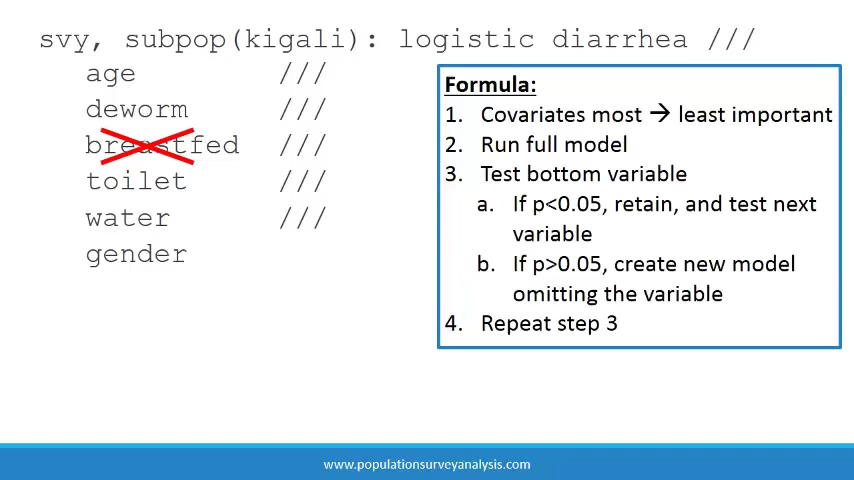 svy, subpop(kigali): logistic diarrhea ///
age ///
deworm ///
breastfed ///
toilet ///
water ///
gender
Formula:
1. Covariates most → least important
2. Run full model
3. Test bottom variable
a. If p<0.05, retain, and test next
variable
b. If p>0.05, create new model
omitting the variable
4. Repeat step 3
www.populationsurveyanalysis.com